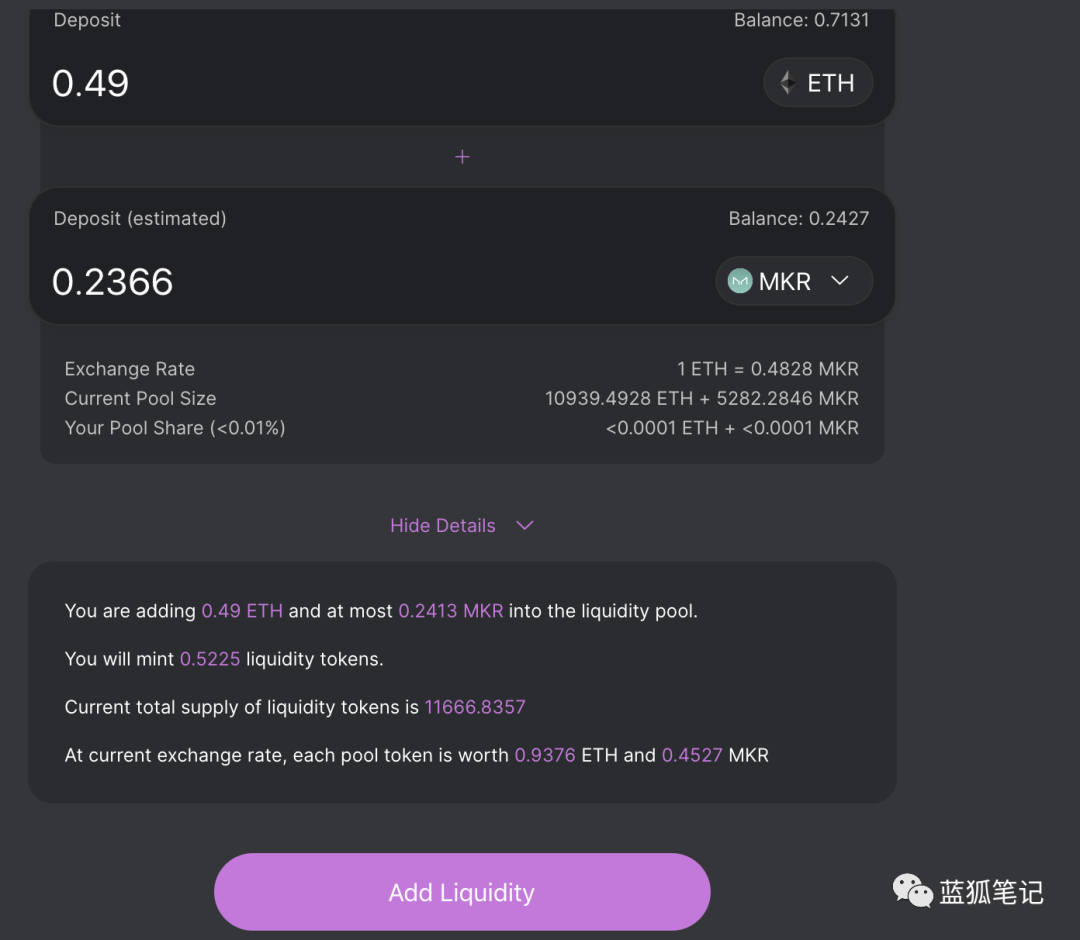 Deposit Balance: 0.7131
0.49 ETH
+
Deposit (estimated) Balance: 0.2427
0.2366 MKR
Exchange Rate 1 ETH = 0.4828 MKR
Current Pool Size 10939.4928 ETH + 5282.2846 MKR
Your Pool Share (<0.01%) <0.0001 ETH + <0.0001 MKR
Hide Details
You are adding 0.49 ETH and at most 0.2413 MKR into the liquidity pool.
You will mint 0.5225 liquidity tokens.
Current total supply of liquidity tokens is 11666.8357
At current exchange rate, each pool token is worth 0.9376 ETH and 0.4527 MKR
Add Liquidity
蓝狐笔记